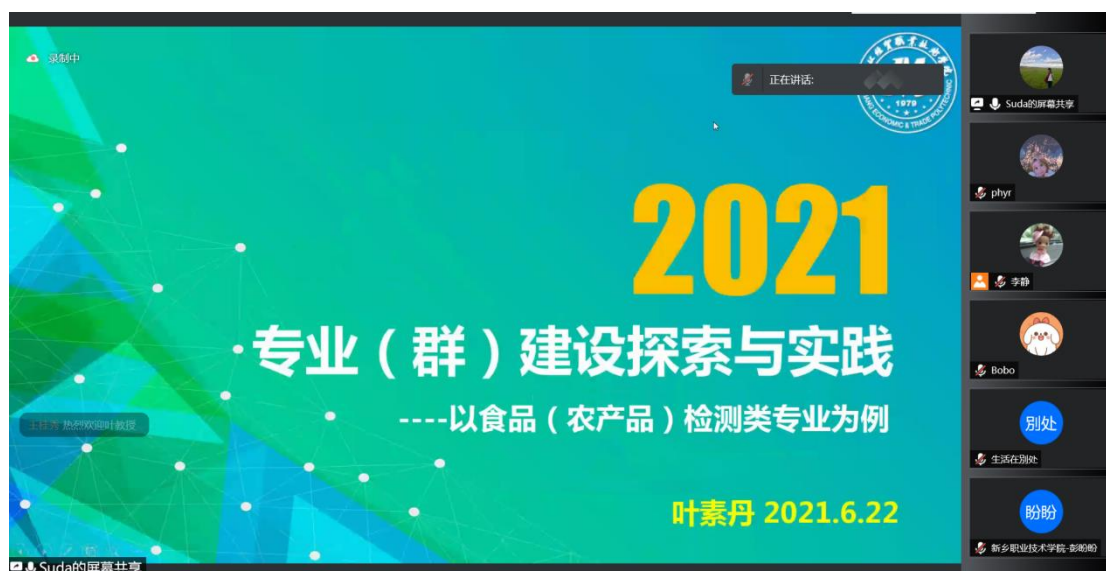 录制中
正在讲话:
1979
2021
专业（群）建设探索与实践
----以食品（农产品）检测类专业为例
叶素丹 2021.6.22
热烈欢迎叶教授
Suda的屏幕共享
Suda的屏幕共享
phyr
李静
Bobo
别处
生活在别处
盼盼
新乡职业技术学院-彭盼盼